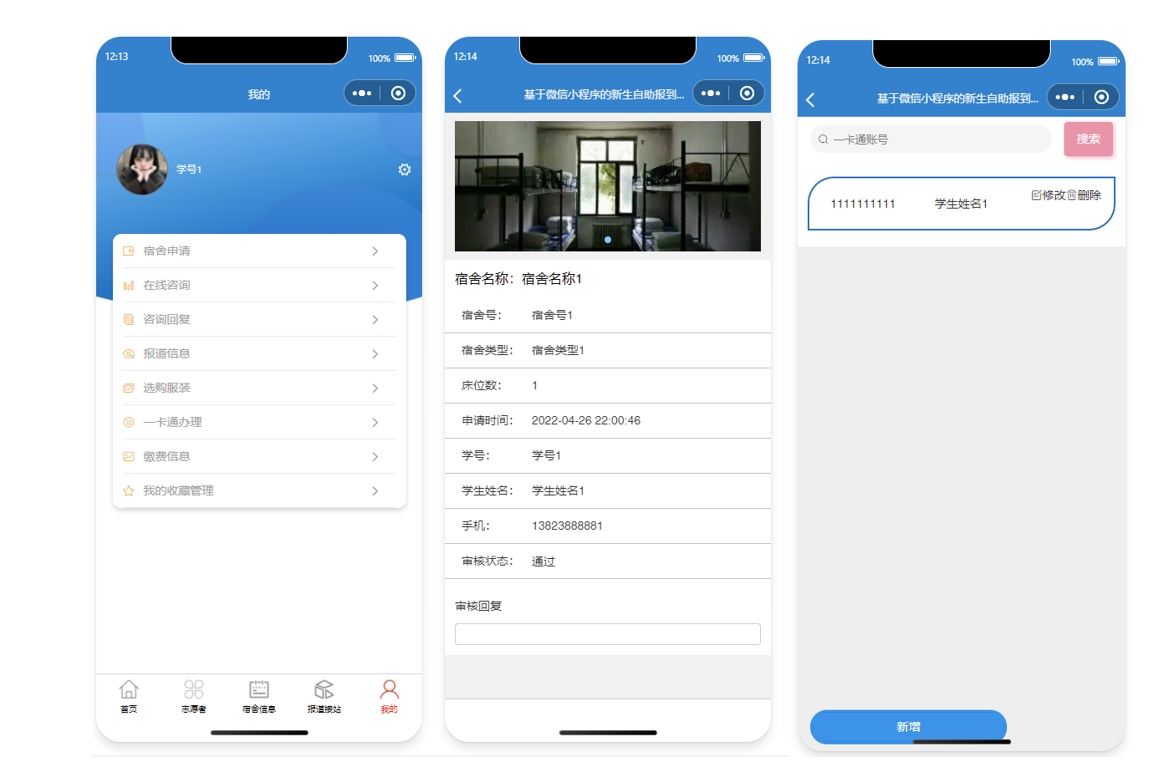 12:13
100%
我的
学号1
宿舍申请
在线咨询
咨询回复
报道信息
选购服装
一卡通办理
缴费信息
我的收藏管理
首页
志愿者
宿舍信息
报道接站
我的
12:14
100%
基于微信小程序的新生自助报到...
宿舍名称：宿舍名称1
宿舍号： 宿舍号1
宿舍类型： 宿舍类型1
床位数： 1
申请时间： 2022-04-26 22:00:46
学号： 学号1
学生姓名： 学生姓名1
手机： 13823888881
审核状态： 通过
审核回复
12:14
100%
基于微信小程序的新生自助报到...
一卡通账号
搜索
1111111111 学生姓名1 修改 删除
新增